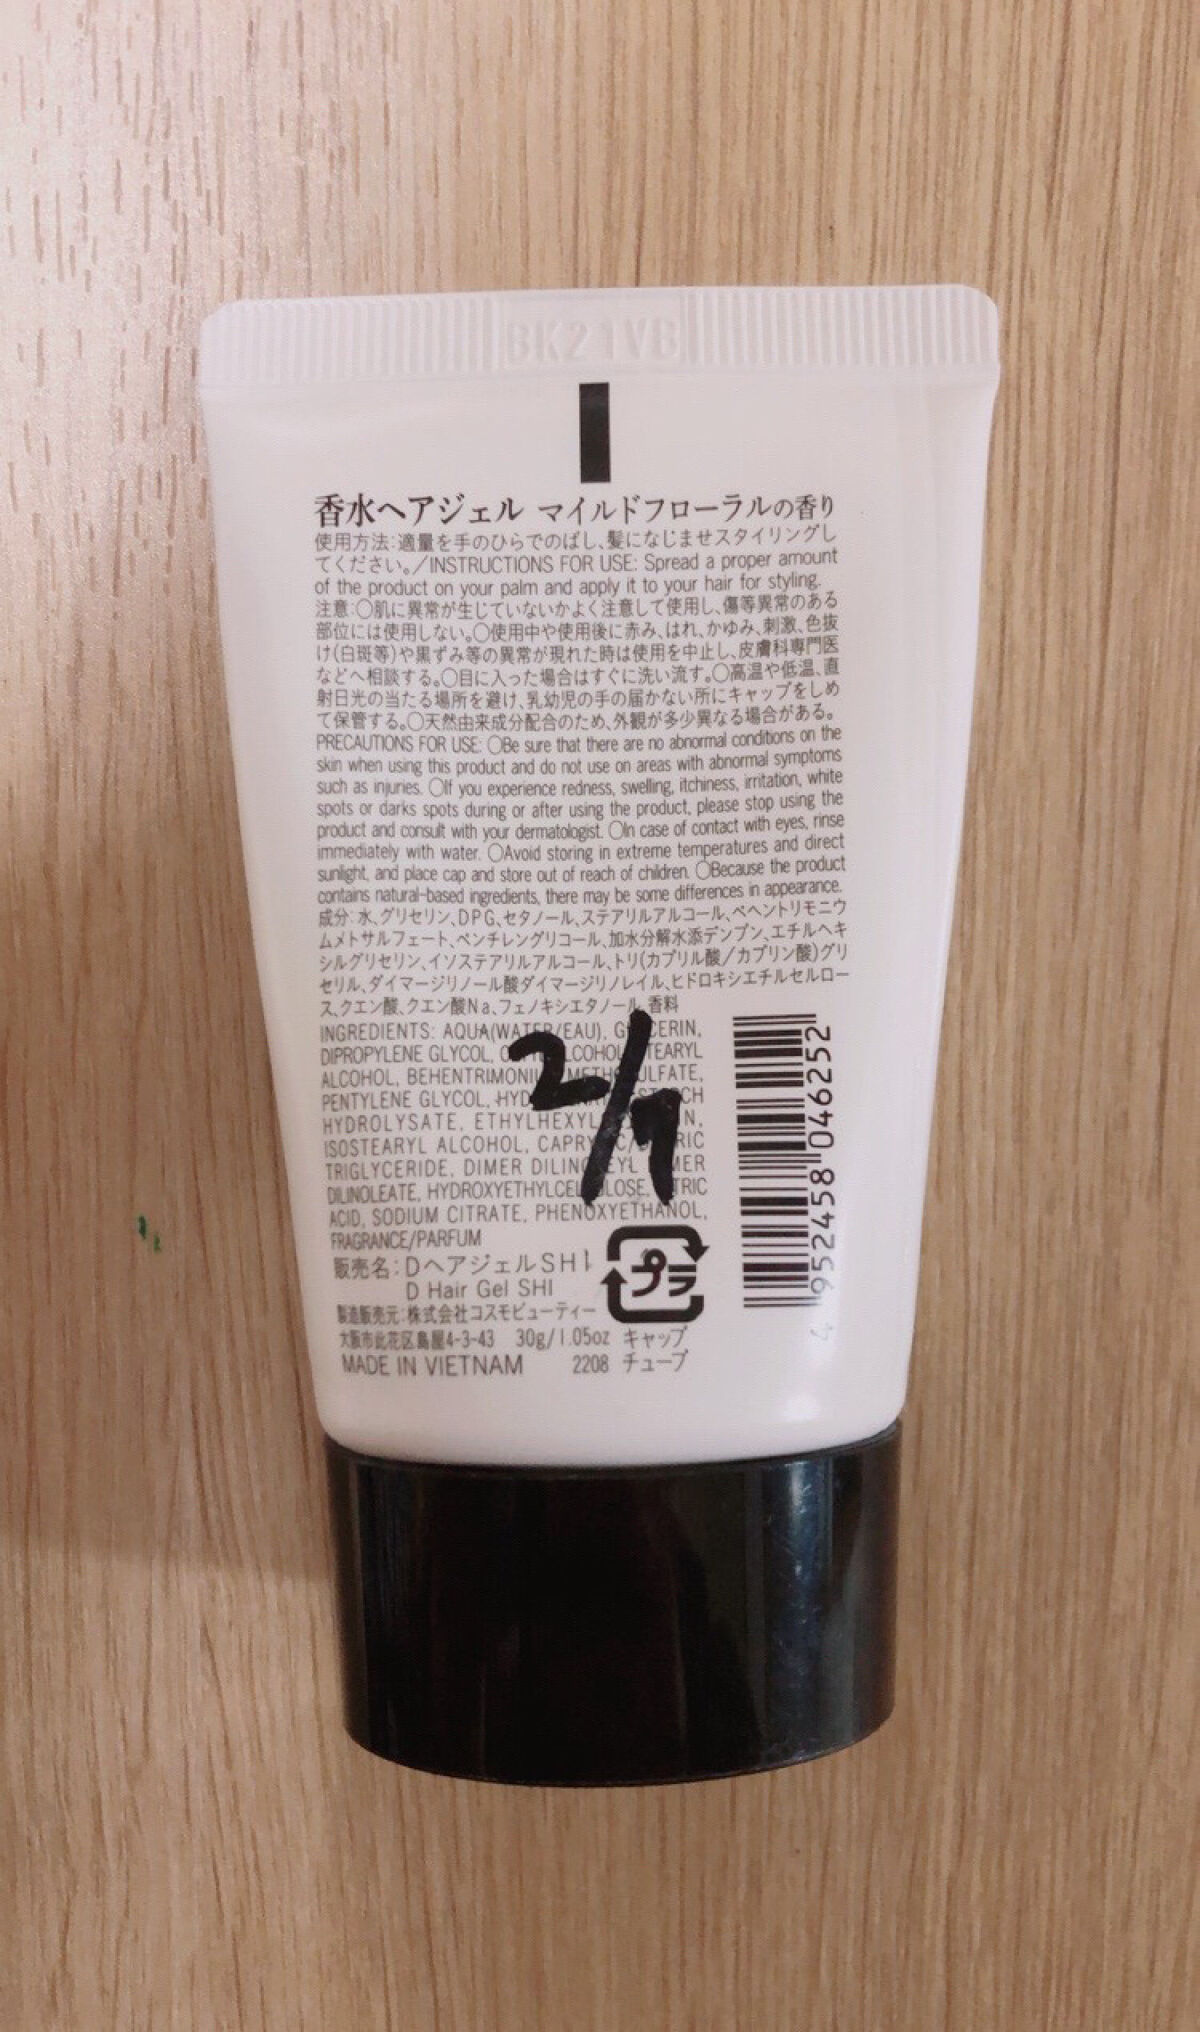 BK21VB
香水ヘアジェル マイルドフローラルの香り
使用方法:適量を手のひらでのばし、髪になじませスタイリングし
てください。/INSTRUCTIONS FOR USE: Spread a proper amount
of the product on your palm and apply it to your hair for styling.
注意:○肌に異常が生じていないかよく注意して使用し、傷等異常のある
部位には使用しない。○使用中や使用後に赤み、はれ、かゆみ、刺激、色抜
け(白斑等)や黒ずみ等の異常が現れた時は使用を中止し、皮膚科専門医
などへ相談する。○目に入った場合はすぐに洗い流す。○高温や低温、直
射日光の当たる場所を避け、乳幼児の手の届かない所にキャップをしめ
て保管する。○天然由来成分配合のため、外観が多少異なる場合がある。
PRECAUTIONS FOR USE: ○Be sure that there are no abnormal conditions on the
skin when using this product and do not use on areas with abnormal symptoms
such as injuries. ○If you experience redness, swelling, itchiness, irritation, white
spots or darks spots during or after using the product, please stop using the
product and consult with your dermatologist. ○In case of contact with eyes, rinse
immediately with water. ○Avoid storing in extreme temperatures and direct
sunlight, and place cap and store out of reach of children. ○Because the product
contains natural-based ingredients, there may be some differences in appearance.
成分:水、グリセリン、DPG、セタノール、ステアリルアルコール、ベヘントリモニウ
ムメトサルフェート、ペンチレングリコール、加水分解水添デンプン、エチルヘキ
シルグリセリン、イソステアリルアルコール、トリ(カプリル酸/カプリン酸)グリ
セリル、ダイマージリノール酸ダイマージリノレイル、ヒドロキシエチルセルロー
ス、クエン酸、クエン酸Na、フェノキシエタノール、香料
INGREDIENTS: AQUA(WATER/EAU), GLYCERIN,
DIPROPYLENE GLYCOL, ALCOHOL, STEARYL
ALCOHOL, BEHENTRIMONIUM METHOSULFATE,
PENTYLENE GLYCOL, STARCH
HYDROLYSATE, ETHYLHEXYL
ISOSTEARYL ALCOHOL, CAPRYLIC/CAPRIC
TRIGLYCERIDE, DIMER DILINOLEYL DIMER
DILINOLEATE, HYDROXYETHYLCELLULOSE, CITRIC
ACID, SODIUM CITRATE, PHENOXYETHANOL,
FRAGRANCE/PARFUM
2/7
4 952458 046252
販売名:DヘアジェルSHI
D Hair Gel SHI
プラ
製造販売元:株式会社コスモビューティー
大阪市此花区島屋4-3-43 30g/1.05oz キャップ
MADE IN VIETNAM 2208 チューブ